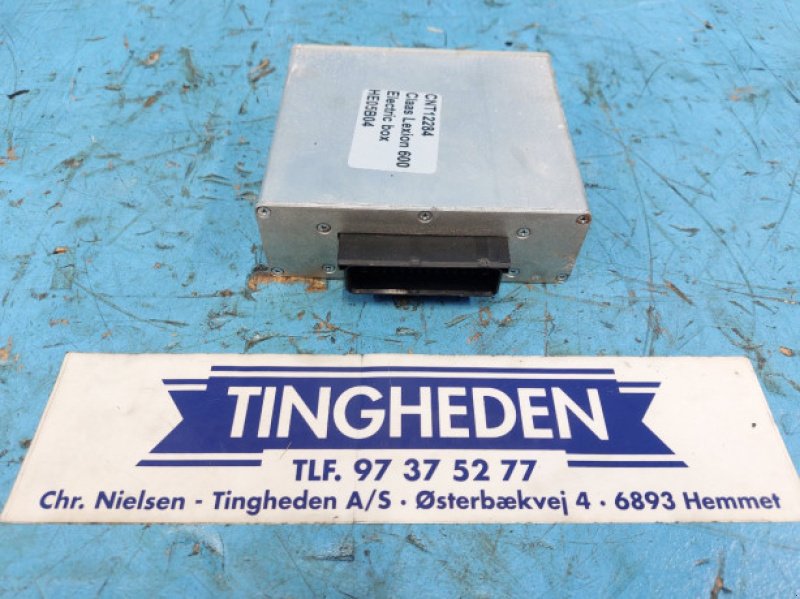 CNT12284
Claas Lexion 600
Electric box
HE05B04
TINGHEDEN
TLF. 97 37 52 77
Chr. Nielsen - Tingheden A/S · Østerbækvej 4 · 6893 Hemmet